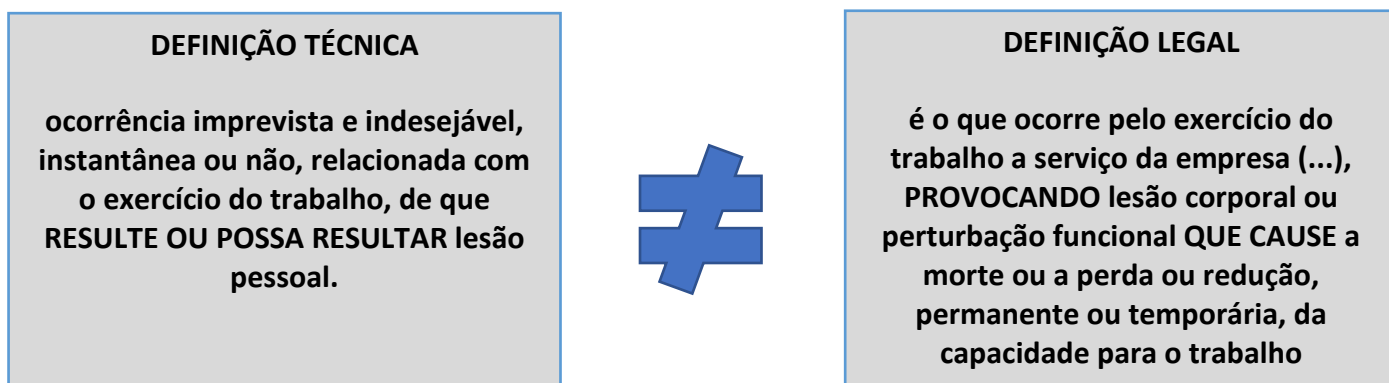 DEFINIÇÃO TÉCNICA
ocorrência imprevista e indesejável,
instantânea ou não, relacionada com
o exercício do trabalho, de que
RESULTE OU POSSA RESULTAR lesão
pessoal.
DEFINIÇÃO LEGAL
é o que ocorre pelo exercício do
trabalho a serviço da empresa (...),
PROVOCANDO lesão corporal ou
perturbação funcional QUE CAUSE a
morte ou a perda ou redução,
permanente ou temporária, da
capacidade para o trabalho